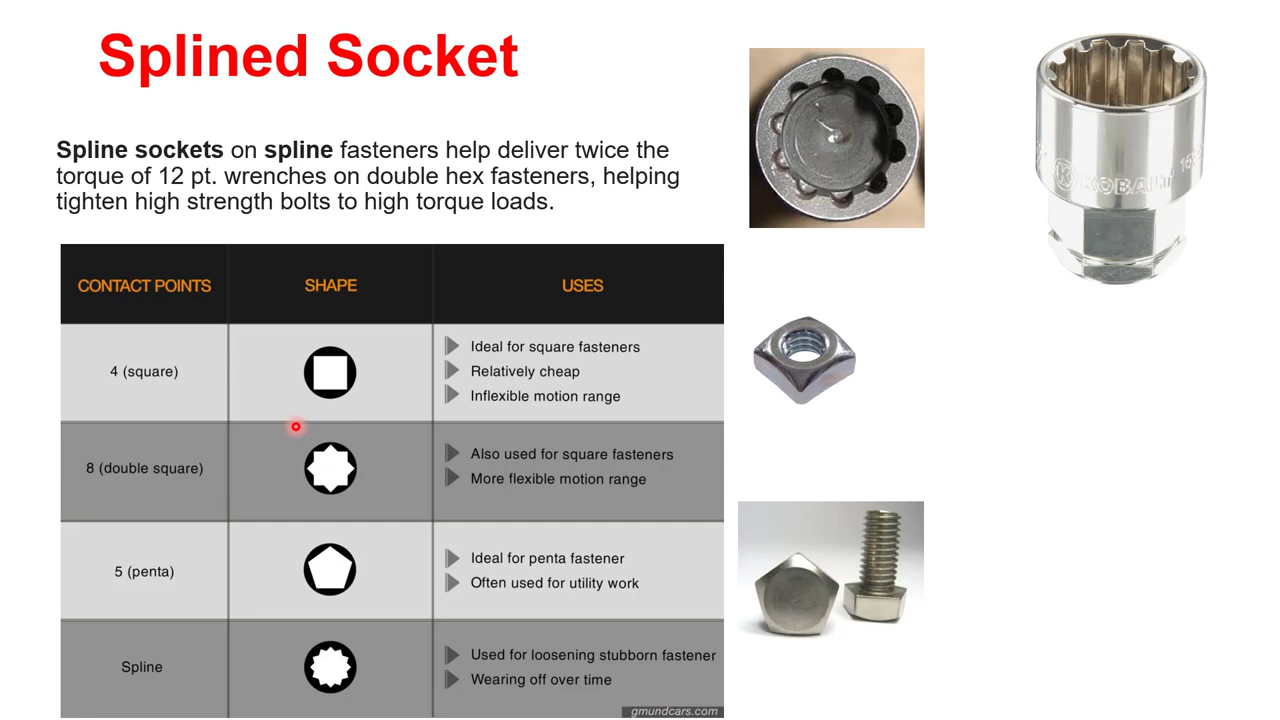 Splined Socket
Spline sockets on spline fasteners help deliver twice the
torque of 12 pt. wrenches on double hex fasteners, helping
tighten high strength bolts to high torque loads.
CONTACT POINTS SHAPE USES
4 (square)
Ideal for square fasteners
Relatively cheap
Inflexible motion range
8 (double square)
Also used for square fasteners
More flexible motion range
5 (penta)
Ideal for penta fastener
Often used for utility work
Spline
Used for loosening stubborn fastener
Wearing off over time
gmundcars.com
KOBALT